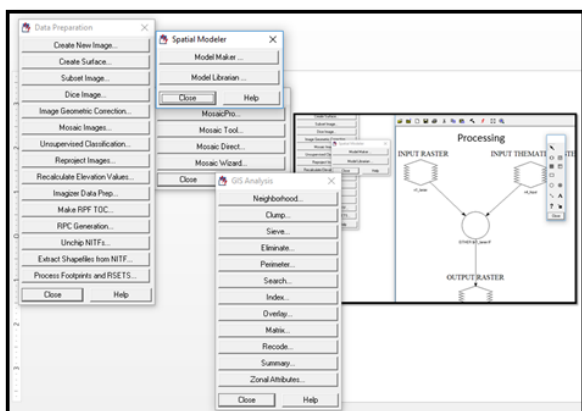 Data Preparation
Create New Image...
Create Surface...
Subset Image...
Dice Image...
Image Geometric Correction...
Mosaic Images...
Unsupervised Classification...
Reproject Images...
Recalculate Elevation Values...
Imagizer Data Prep...
Make RPF TOC...
RPC Generation...
Unchip NITFs...
Extract Shapefiles from NITF...
Process Footprints and RSETS...
Close
Help
Spatial Modeler
Model Maker ...
Model Librarian ...
Close
Help
MosaicPro...
Mosaic Tool...
Mosaic Direct...
Mosaic Wizard...
Close
GIS Analysis
Neighborhood...
Clump...
Sieve...
Eliminate...
Perimeter...
Search...
Index...
Overlay...
Matrix...
Recode...
Summary...
Zonal Attributes...
Close
Help
Processing
INPUT RASTER
INPUT THEMATIC
OUTPUT RASTER